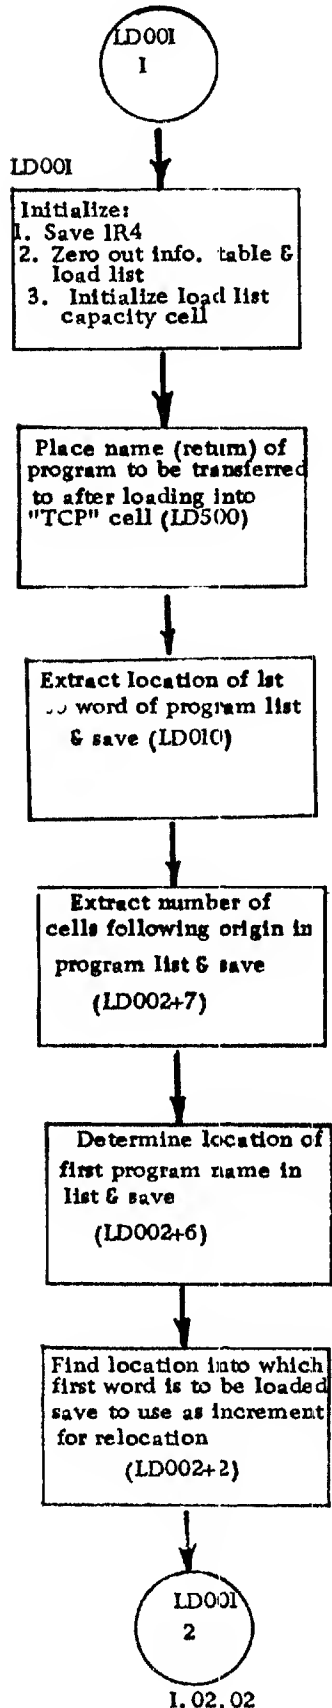 LD001
1
LD001
Initialize:
1. Save IR4
2. Zero out info. table &
load list
3. Initialize load list
capacity cell
Place name (return) of
program to be transferred
to after loading into
"TCP" cell (LD500)
Extract location of 1st
word of program list
& save (LD010)
Extract number of
cells following origin in
program list & save
(LD002+7)
Determine location of
first program name in
list & save
(LD002+6)
Find location into which
first word is to be loaded
save to use as increment
for relocation
(LD002+2)
LD001
2
1.02.02